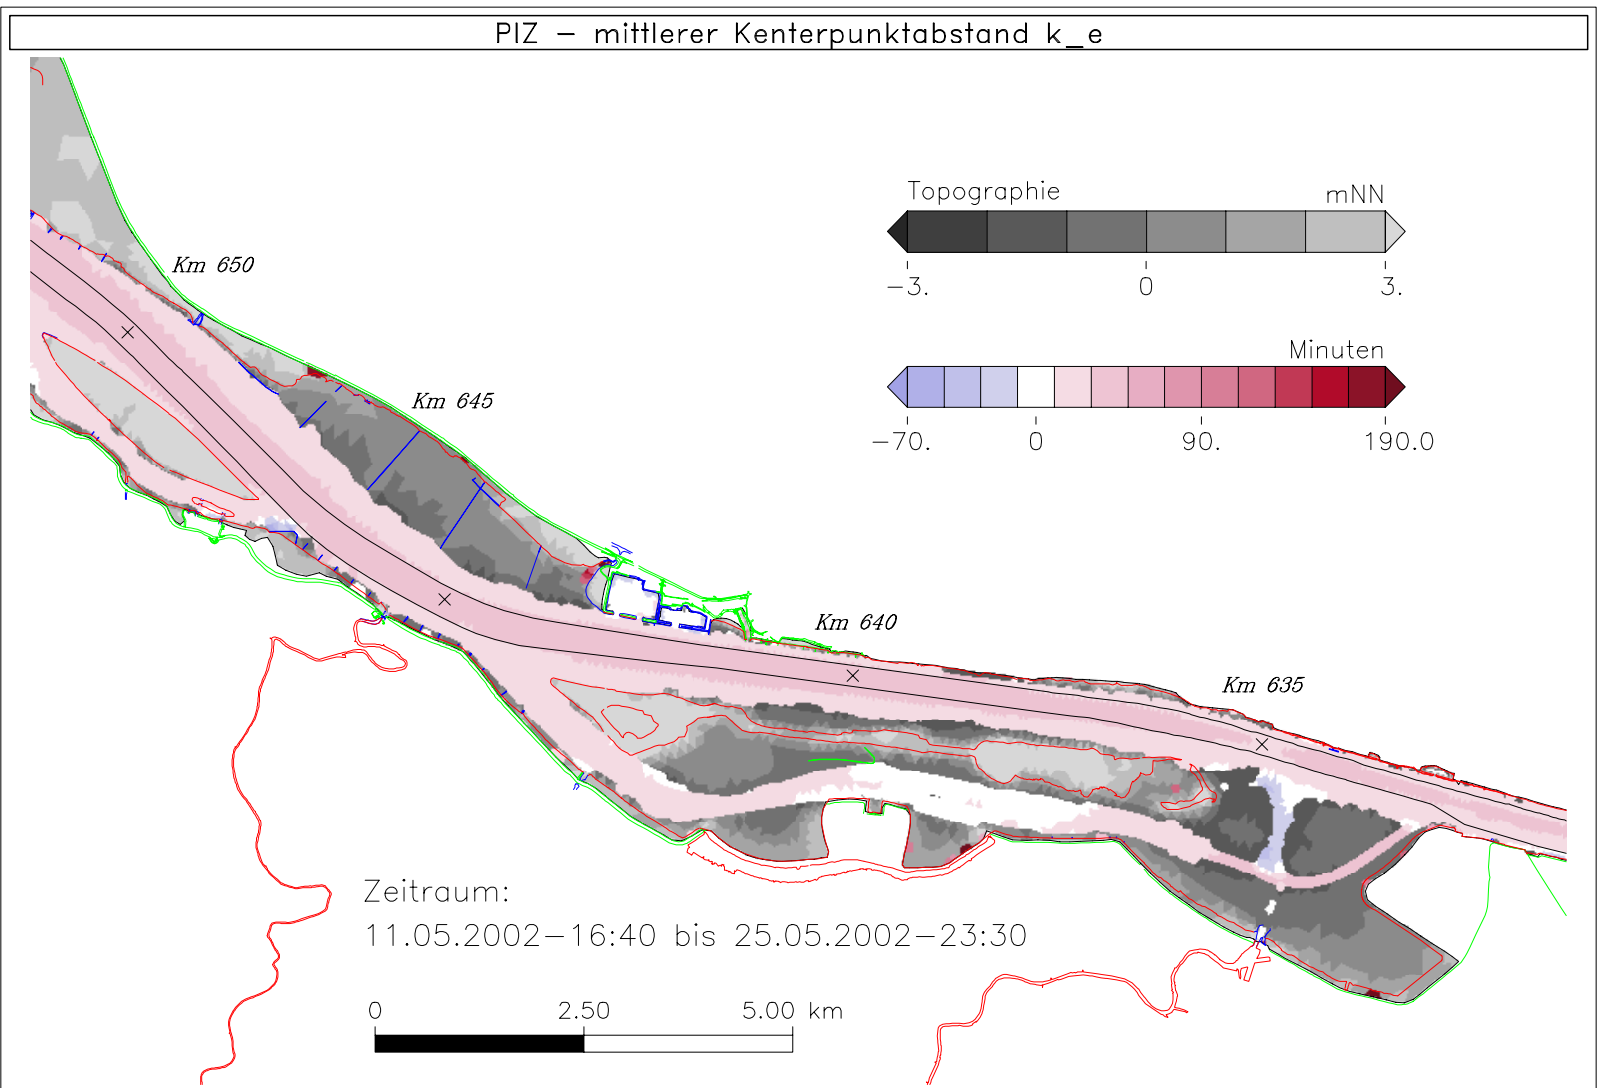 PIZ − mittlerer Kenterpunktabstand k_e
Topographie mNN
−3. 0 3.
Minuten
−70. 0 90. 190.0
Km 650
Km 645
Km 640
Km 635
Zeitraum:
11.05.2002−16:40 bis 25.05.2002−23:30
0 2.50 5.00 km